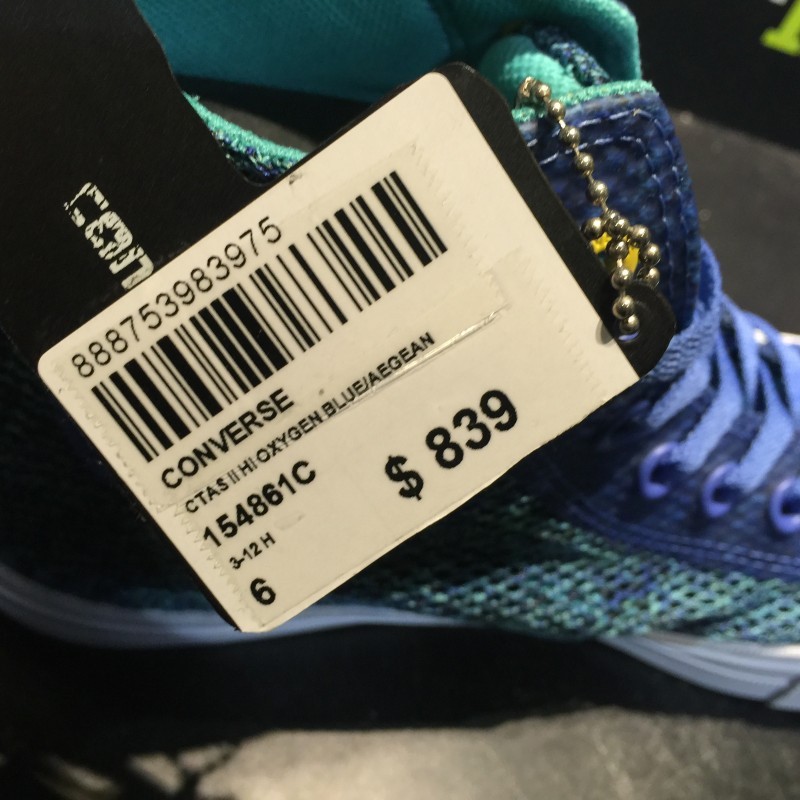 888753983975
CONVERSE
CTAS II HI OXYGEN BLUE/AEGEAN
154861C
$ 839
3-12 H
6